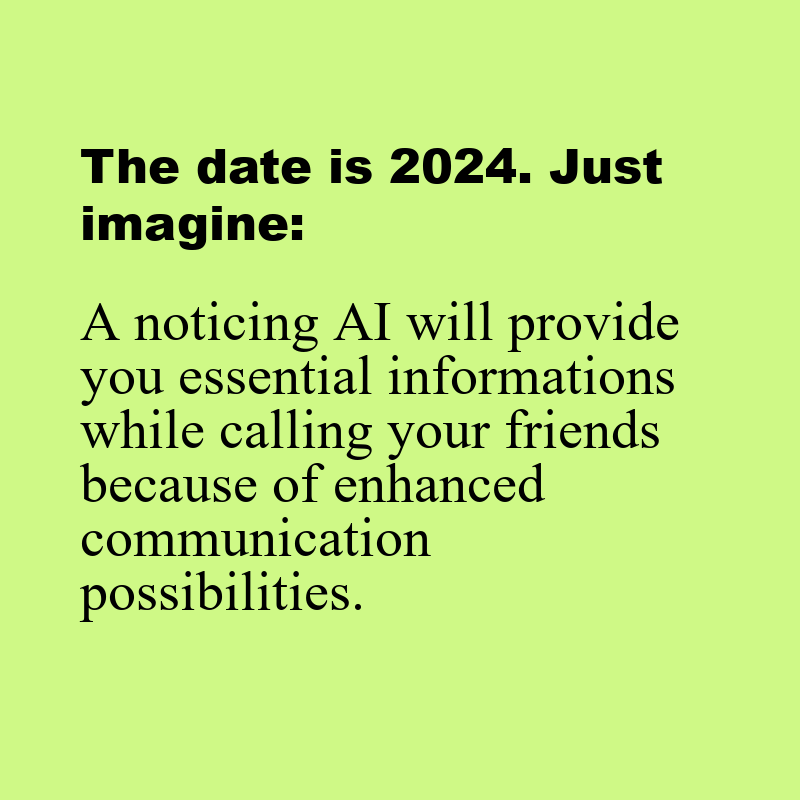 The date is 2024. Just
imagine:
A noticing AI will provide
you essential informations
while calling your friends
because of enhanced
communication
possibilities.